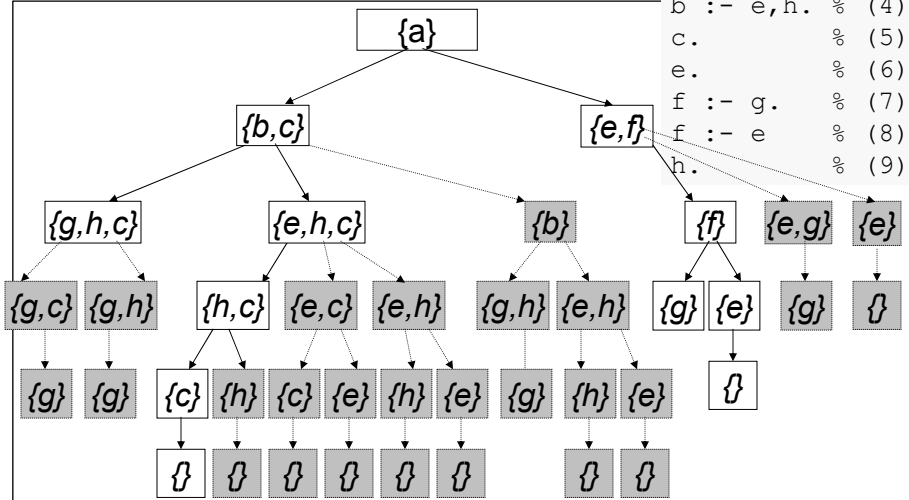 b :- e,h. % (4)
{a}
c. % (5)
e. % (6)
f :- g. % (7)
{b,c} {e,f}
f :- e % (8)
h. % (9)
{g,h,c} {e,h,c} {b} {f} {e,g} {e}
{g,c} {g,h} {h,c} {e,c} {e,h} {g,h} {e,h} {g} {e} {g} {}
{g} {g} {c} {h} {c} {e} {h} {e} {g} {h} {e} {}
{} {} {} {} {} {} {} {}